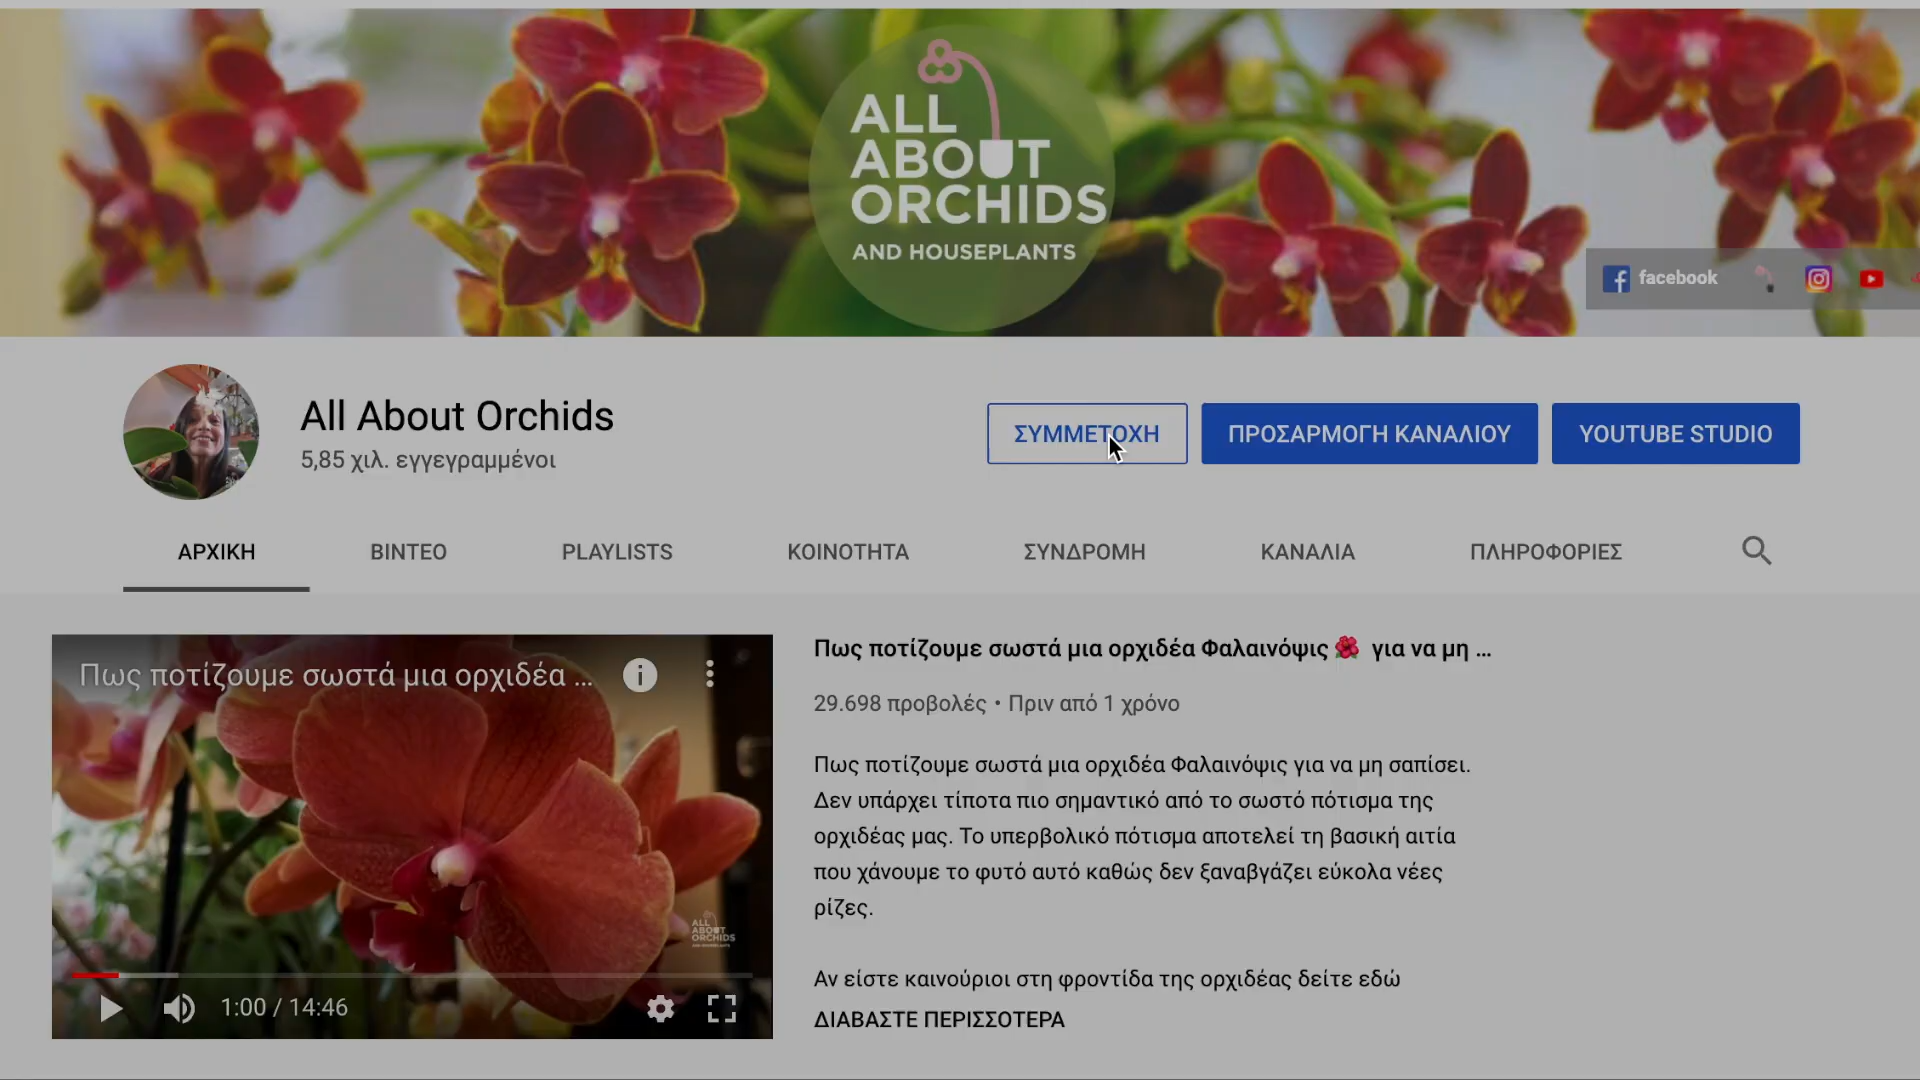 ALL
ABOUT
ORCHIDS
AND HOUSEPLANTS
facebook
All About Orchids
5,85 χιλ. εγγεγραμμένοι
ΣΥΜΜΕΤΟΧΗ
ΠΡΟΣΑΡΜΟΓΗ ΚΑΝΑΛΙΟΥ
YOUTUBE STUDIO
ΑΡΧΙΚΗ
ΒΙΝΤΕΟ
PLAYLISTS
ΚΟΙΝΟΤΗΤΑ
ΣΥΝΔΡΟΜΗ
ΚΑΝΑΛΙΑ
ΠΛΗΡΟΦΟΡΙΕΣ
Πως ποτίζουμε σωστά μια ορχιδέα ...
ALL
ABOUT
ORCHIDS
1:00 / 14:46
Πως ποτίζουμε σωστά μια ορχιδέα Φαλαινόψις🌺 για να μη ...
29.698 προβολές • Πριν από 1 χρόνο
Πως ποτίζουμε σωστά μια ορχιδέα Φαλαινόψις για να μη σαπίσει.
Δεν υπάρχει τίποτα πιο σημαντικό από το σωστό πότισμα της
ορχιδέας μας. Το υπερβολικό πότισμα αποτελεί τη βασική αιτία
που χάνουμε το φυτό αυτό καθώς δεν ξαναβγάζει εύκολα νέες
ρίζες.
Αν είστε καινούριοι στη φροντίδα της ορχιδέας δείτε εδώ
ΔΙΑΒΑΣΤΕ ΠΕΡΙΣΣΟΤΕΡΑ